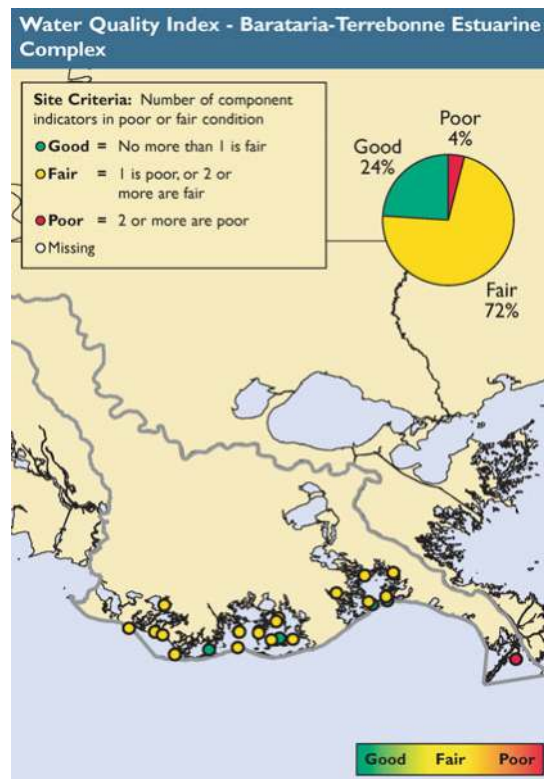 Water Quality Index - Barataria-Terrebonne Estuarine
Complex
Site Criteria: Number of component
indicators in poor or fair condition
Good = No more than 1 is fair
Fair = 1 is poor, or 2 or
more are fair
Poor = 2 or more are poor
Missing
Good
24%
Poor
4%
Fair
72%
Good Fair Poor